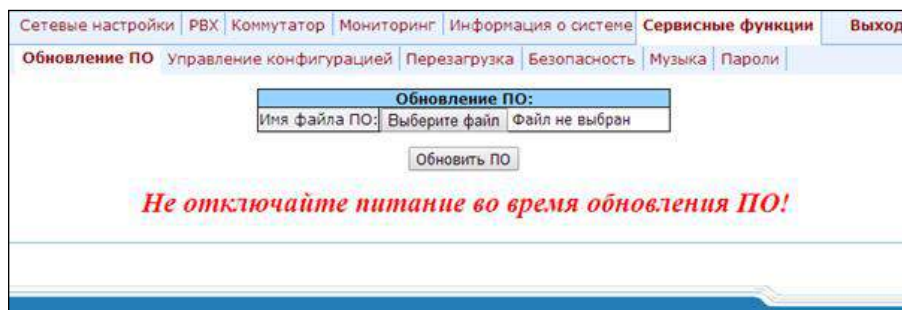 Сетевые настройки PBX Коммутатор Мониторинг Информация о системе Сервисные функции Выход
Обновление ПО Управление конфигурацией Перезагрузка Безопасность Музыка Пароли
Обновление ПО:
Имя файла ПО: Выберите файл Файл не выбран
Обновить ПО
Не отключайте питание во время обновления ПО!